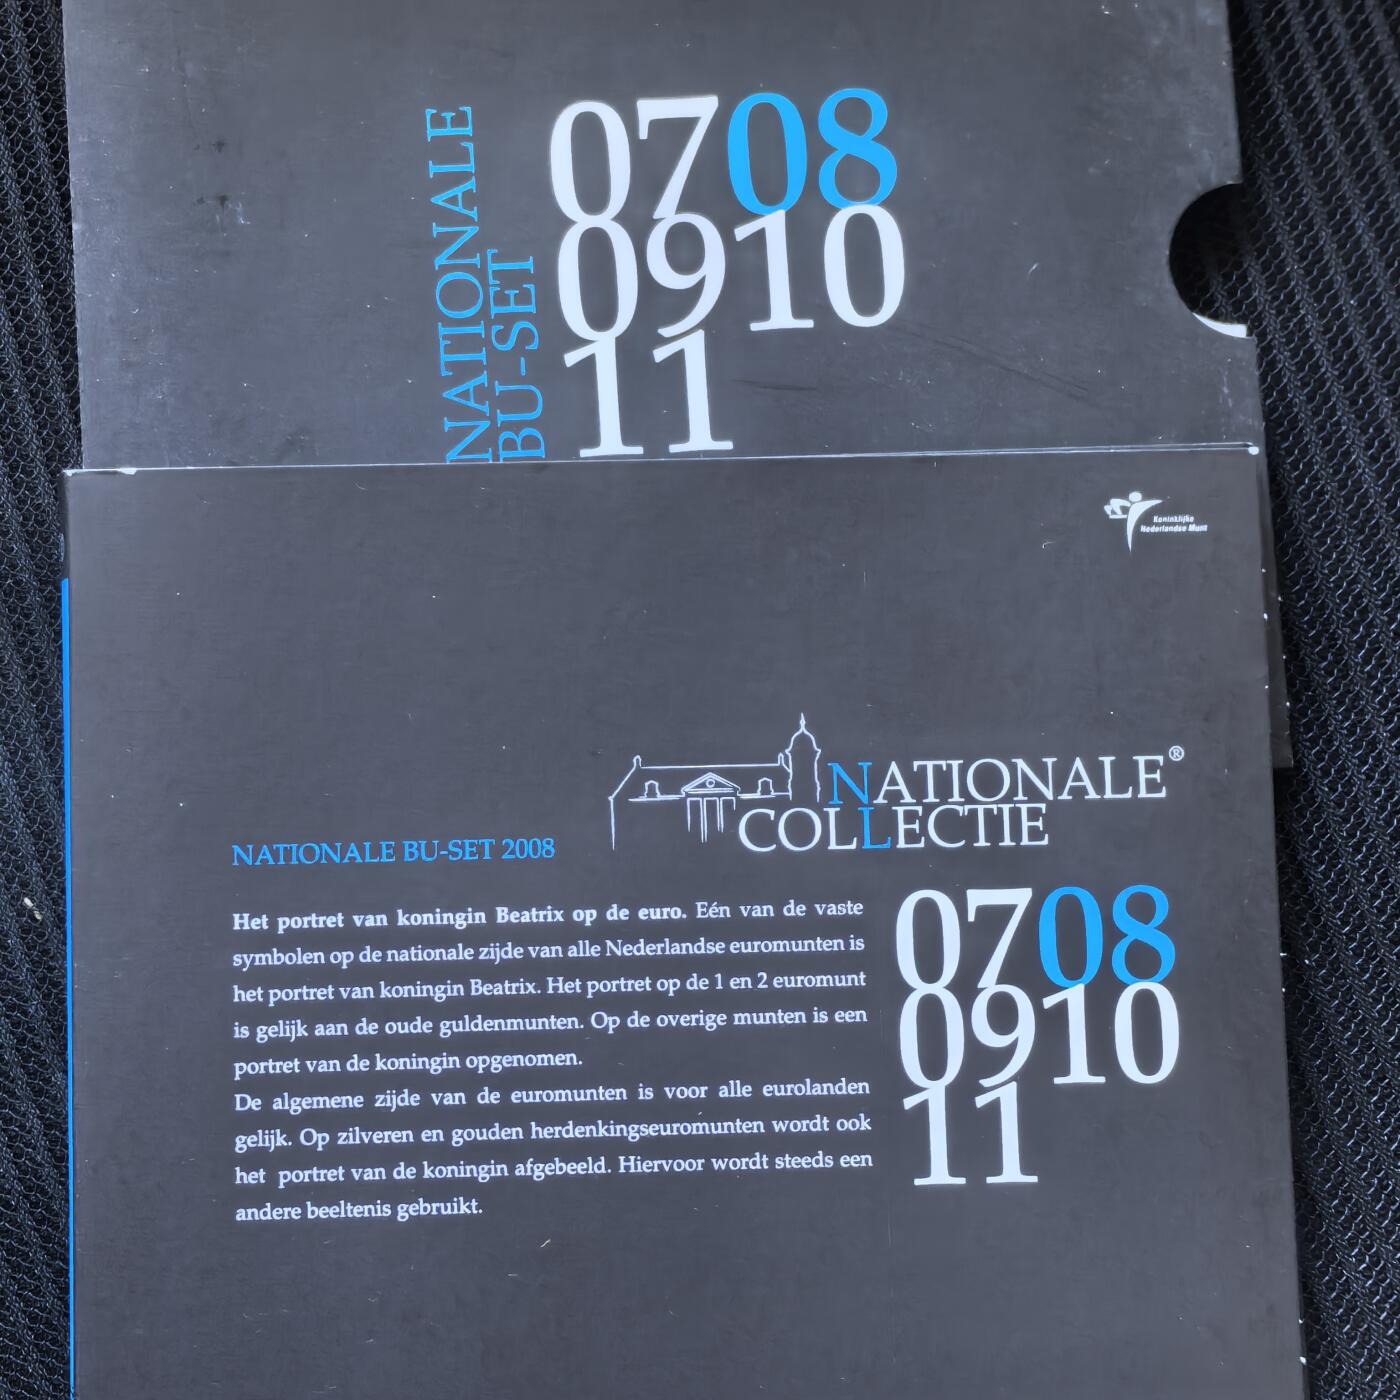 NATIONALE
BU-SET
0708
0910
11
Koninklijke
Nederlandse Munt
NATIONALE®
COLLECTIE
NATIONALE BU-SET 2008
0708
0910
11
Het portret van koningin Beatrix op de euro. Eén van de vaste
symbolen op de nationale zijde van alle Nederlandse euromunten is
het portret van koningin Beatrix. Het portret op de 1 en 2 euromunt
is gelijk aan de oude guldenmunten. Op de overige munten is een
portret van de koningin opgenomen.
De algemene zijde van de euromunten is voor alle eurolanden
gelijk. Op zilveren en gouden herdenkingseuromunten wordt ook
het portret van de koningin afgebeeld. Hiervoor wordt steeds een
andere beeltenis gebruikt.